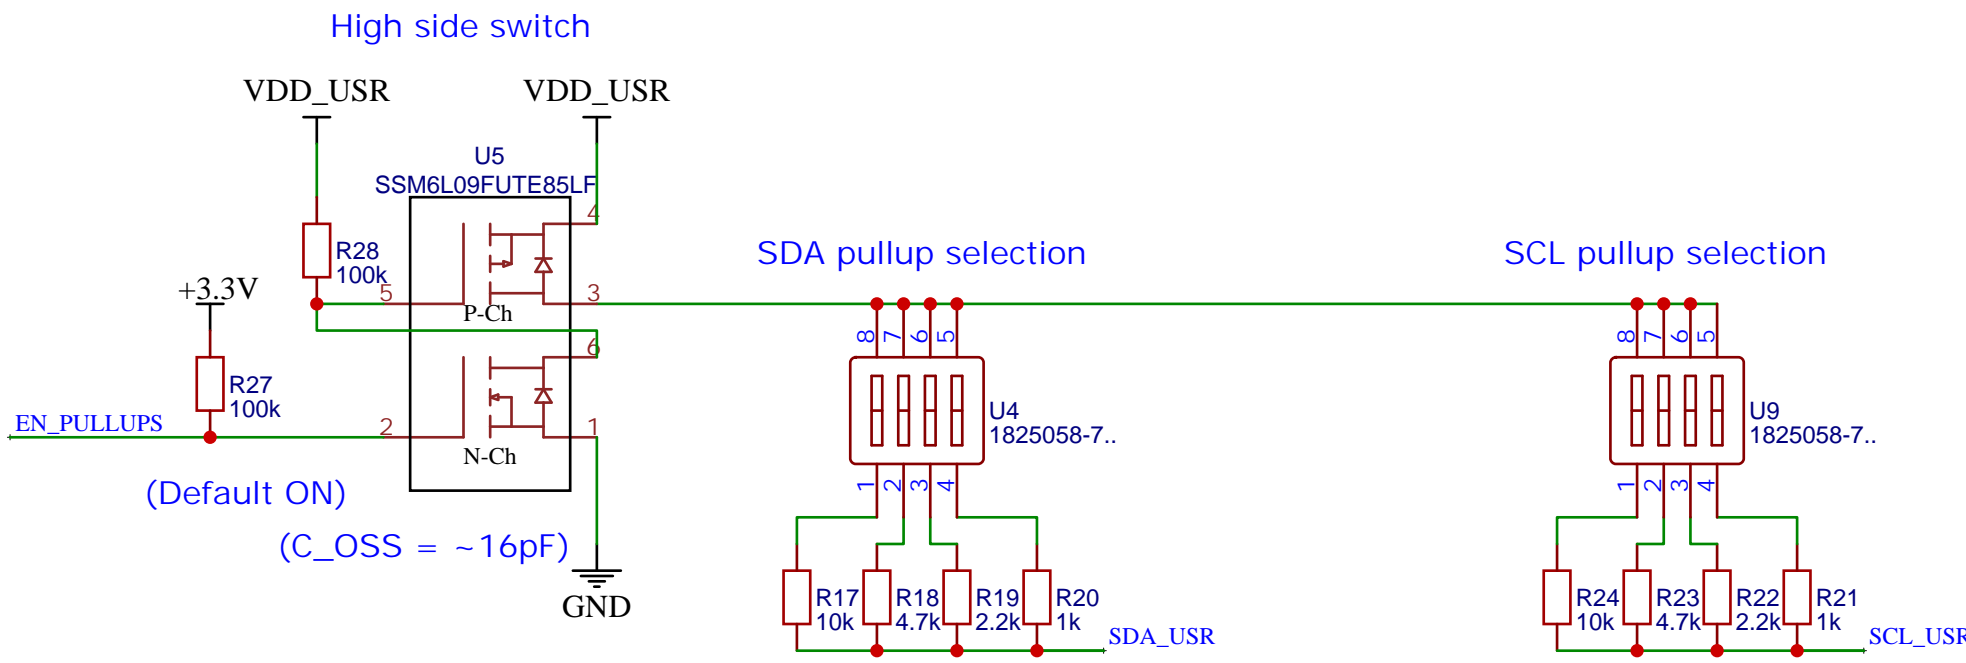 High side switch
VDD_USR
VDD_USR
U5
SSM6L09FUTE85LF
4
R28
100k
5
3
P-Ch
+3.3V
R27
100k
6
EN_PULLUPS
2
1
N-Ch
(Default ON)
(C_OSS = ~16pF)
GND
SDA pullup selection
8 7 6 5
U4
1825058-7..
1 2 3 4
R17
10k
R18
4.7k
R19
2.2k
R20
1k
SDA_USR
SCL pullup selection
8 7 6 5
U9
1825058-7..
1 2 3 4
R24
10k
R23
4.7k
R22
2.2k
R21
1k
SCL_USR